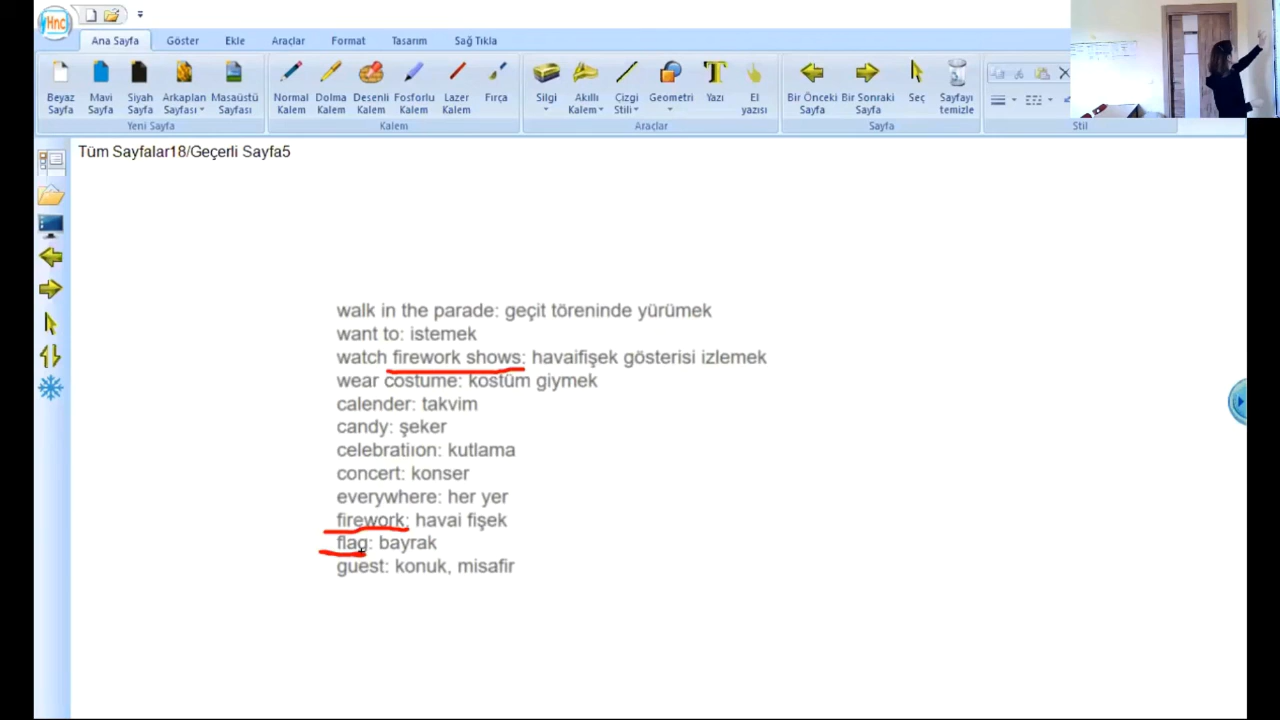 Hnc
Ana Sayfa Göster Ekle Araçlar Format Tasarım Sağ Tıkla
Beyaz Sayfa Mavi Sayfa Siyah Sayfa Arkaplan Sayfası Masaüstü Sayfası Normal Kalem Dolma Kalem Desenli Kalem Fosforlu Kalem Lazer Kalem Fırça Silgi Akıllı Kalem Çizgi Stili Geometri Yazı El yazısı Bir Önceki Sayfa Bir Sonraki Sayfa Seç Sayfayı temizle
Yeni Sayfa Kalem Araçlar Sayfa Stil
Tüm Sayfalar18/Geçerli Sayfa5
walk in the parade: geçit töreninde yürümek
want to: istemek
watch firework shows: havaifişek gösterisi izlemek
wear costume: kostüm giymek
calender: takvim
candy: şeker
celebratiıon: kutlama
concert: konser
everywhere: her yer
firework: havai fişek
flag: bayrak
guest: konuk, misafir